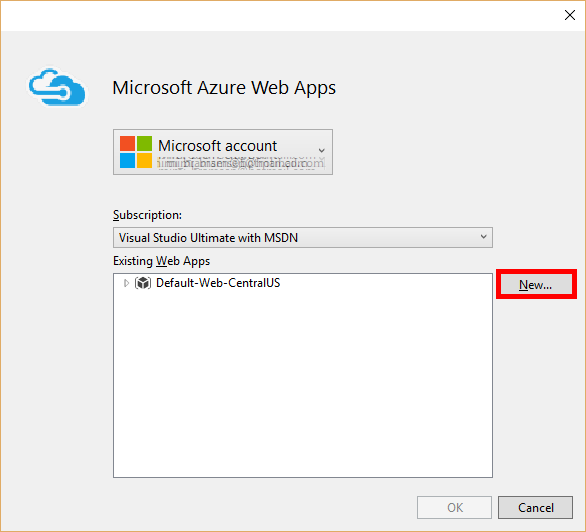 Microsoft Azure Web Apps
Microsoft account
Subscription:
Visual Studio Ultimate with MSDN
Existing Web Apps
Default-Web-CentralUS
New...
OK
Cancel